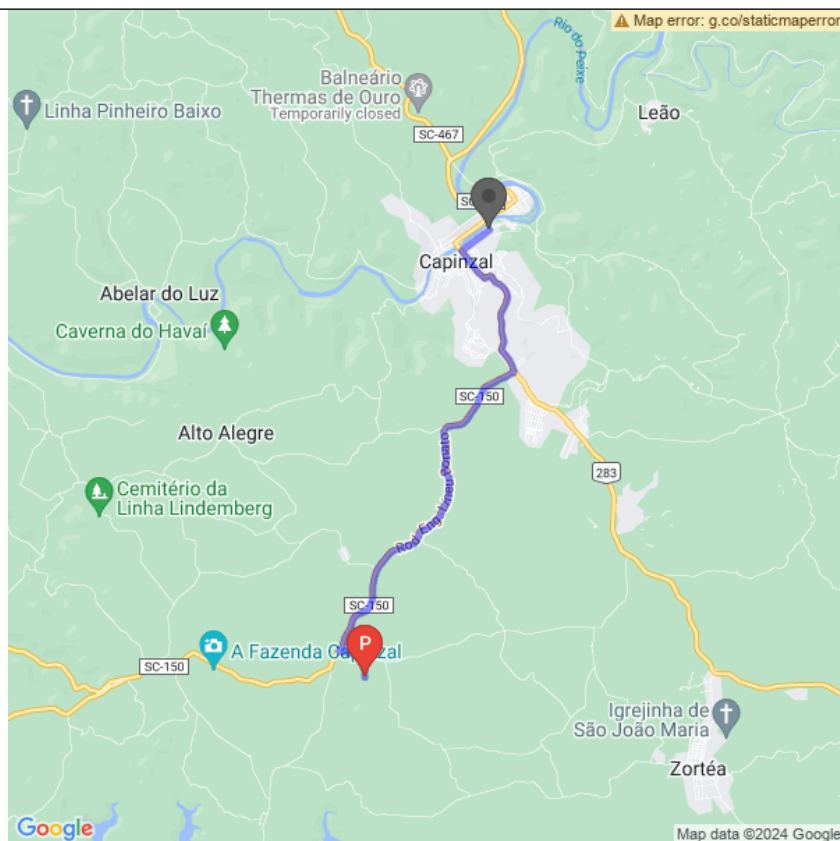 Map error: g.co/staticmaperror
Rio do Peixe
Balneário
Thermas de Ouro
Temporarily closed
Linha Pinheiro Baixo
Leão
SC-467
Capinzal
Abelar do Luz
Caverna do Havaí
SC-150
Alto Alegre
Rod. Eng. Lineu Bonato
283
Cemitério da
Linha Lindemberg
SC-150
P
A Fazenda Capinzal
SC-150
Igrejinha de
São João Maria
Zortéa
Google
Map data ©2024 Google